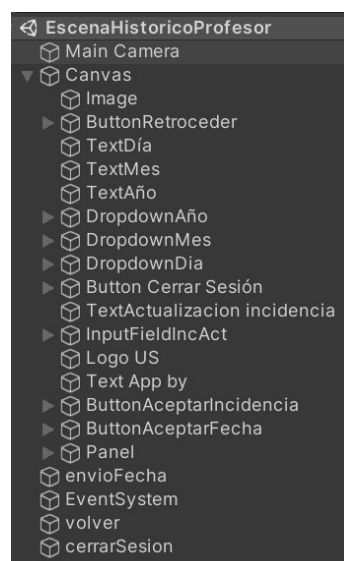 EscenaHistoricoProfesor
Main Camera
Canvas
Image
ButtonRetroceder
TextDía
TextMes
TextAño
DropdownAño
DropdownMes
DropdownDia
Button Cerrar Sesión
TextActualizacion incidencia
InputFieldIncAct
Logo US
Text App by
ButtonAceptarIncidencia
ButtonAceptarFecha
Panel
envioFecha
EventSystem
volver
cerrarSesion